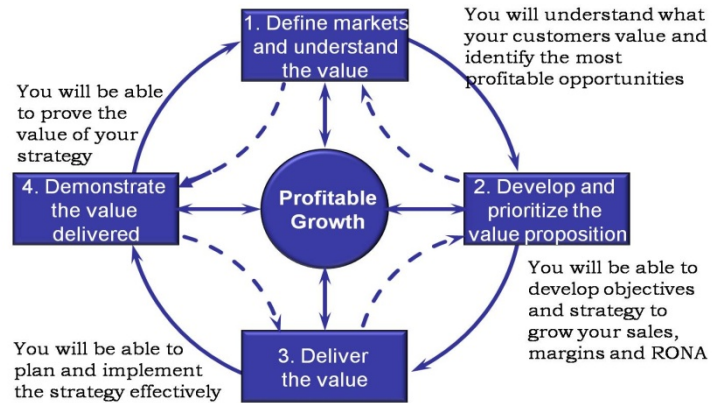 1. Define markets
and understand
the value
You will understand what
your customers value and
identify the most
profitable opportunities
You will be able
to prove the
value of your
strategy
4. Demonstrate
the value
delivered
Profitable
Growth
2. Develop and
prioritize the
value proposition
You will be able to
develop objectives
and strategy to
grow your sales,
margins and RONA
3. Deliver
the value
You will be able to
plan and implement
the strategy effectively